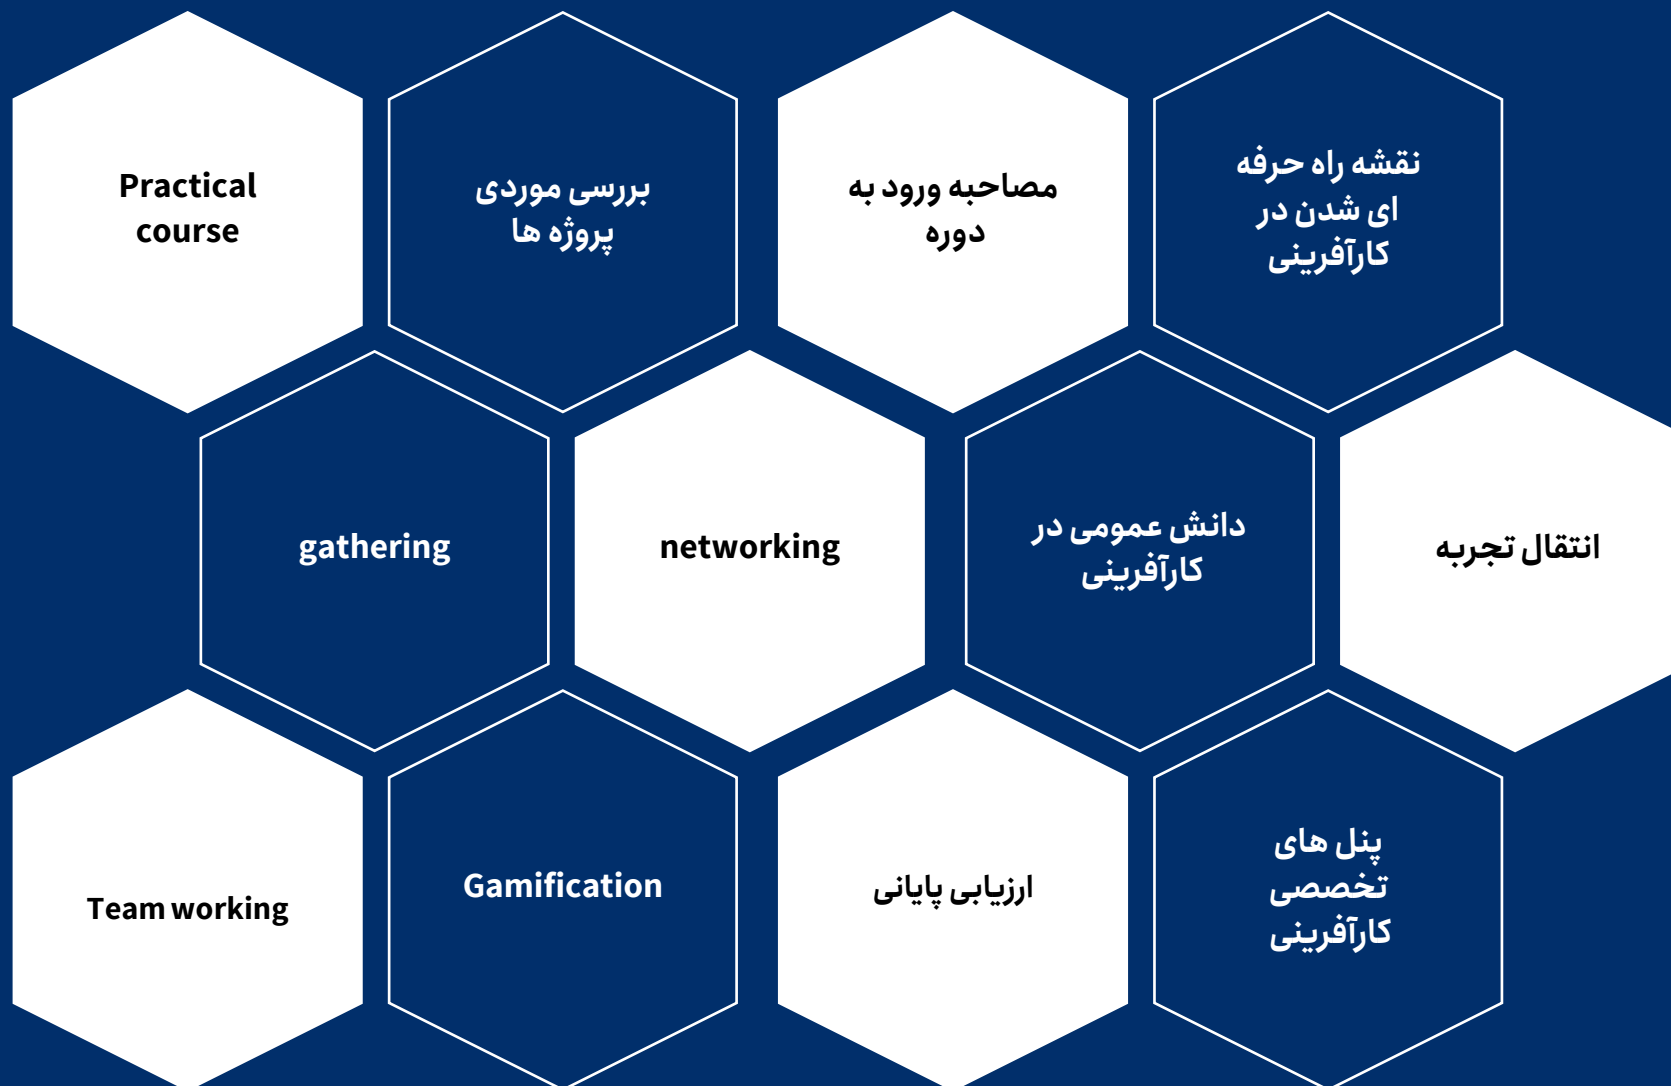 Practical
course
بررسی موردی
پروژه ها
مصاحبه ورود به
دوره
نقشه راه حرفه
ای شدن در
کارآفرینی
gathering
networking
دانش عمومی در
کارآفرینی
انتقال تجربه
Team working
Gamification
ارزیابی پایانی
پنل های
تخصصی
کارآفرینی